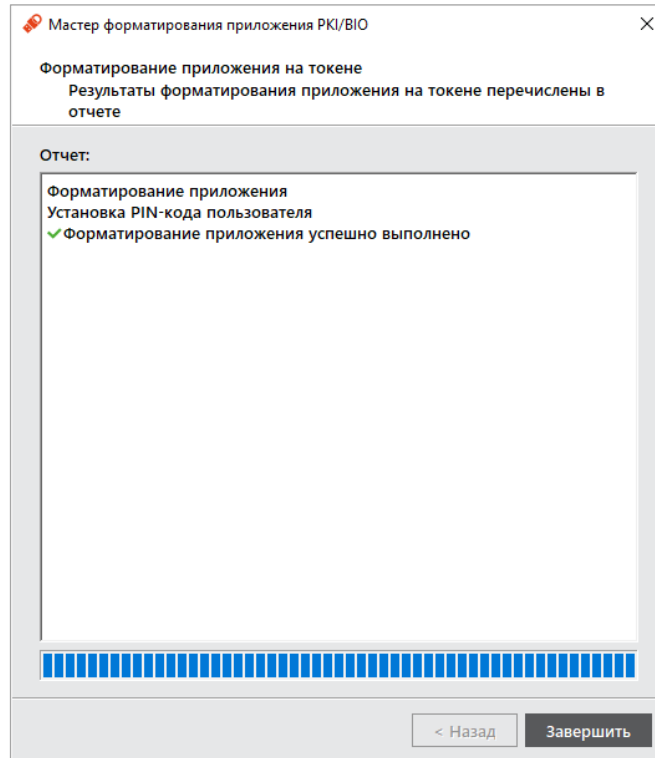 Мастер форматирования приложения PKI/BIO
Форматирование приложения на токене
Результаты форматирования приложения на токене перечислены в
отчете
Отчет:
Форматирование приложения
Установка PIN-кода пользователя
Форматирование приложения успешно выполнено
< Назад
Завершить